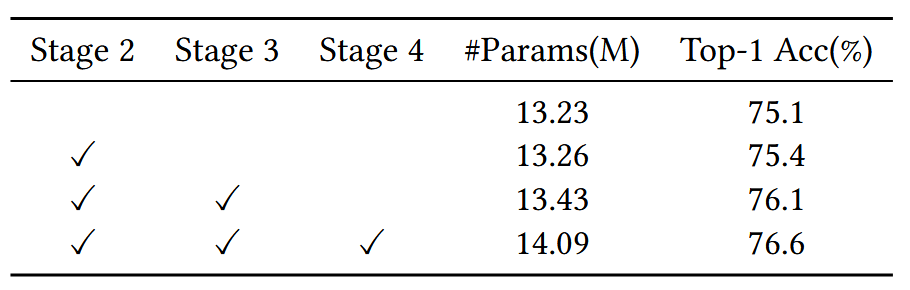 Stage 2 Stage 3 Stage 4 #Params(M) Top-1 Acc(%)
13.23 75.1
✓ 13.26 75.4
✓ ✓ 13.43 76.1
✓ ✓ ✓ 14.09 76.6